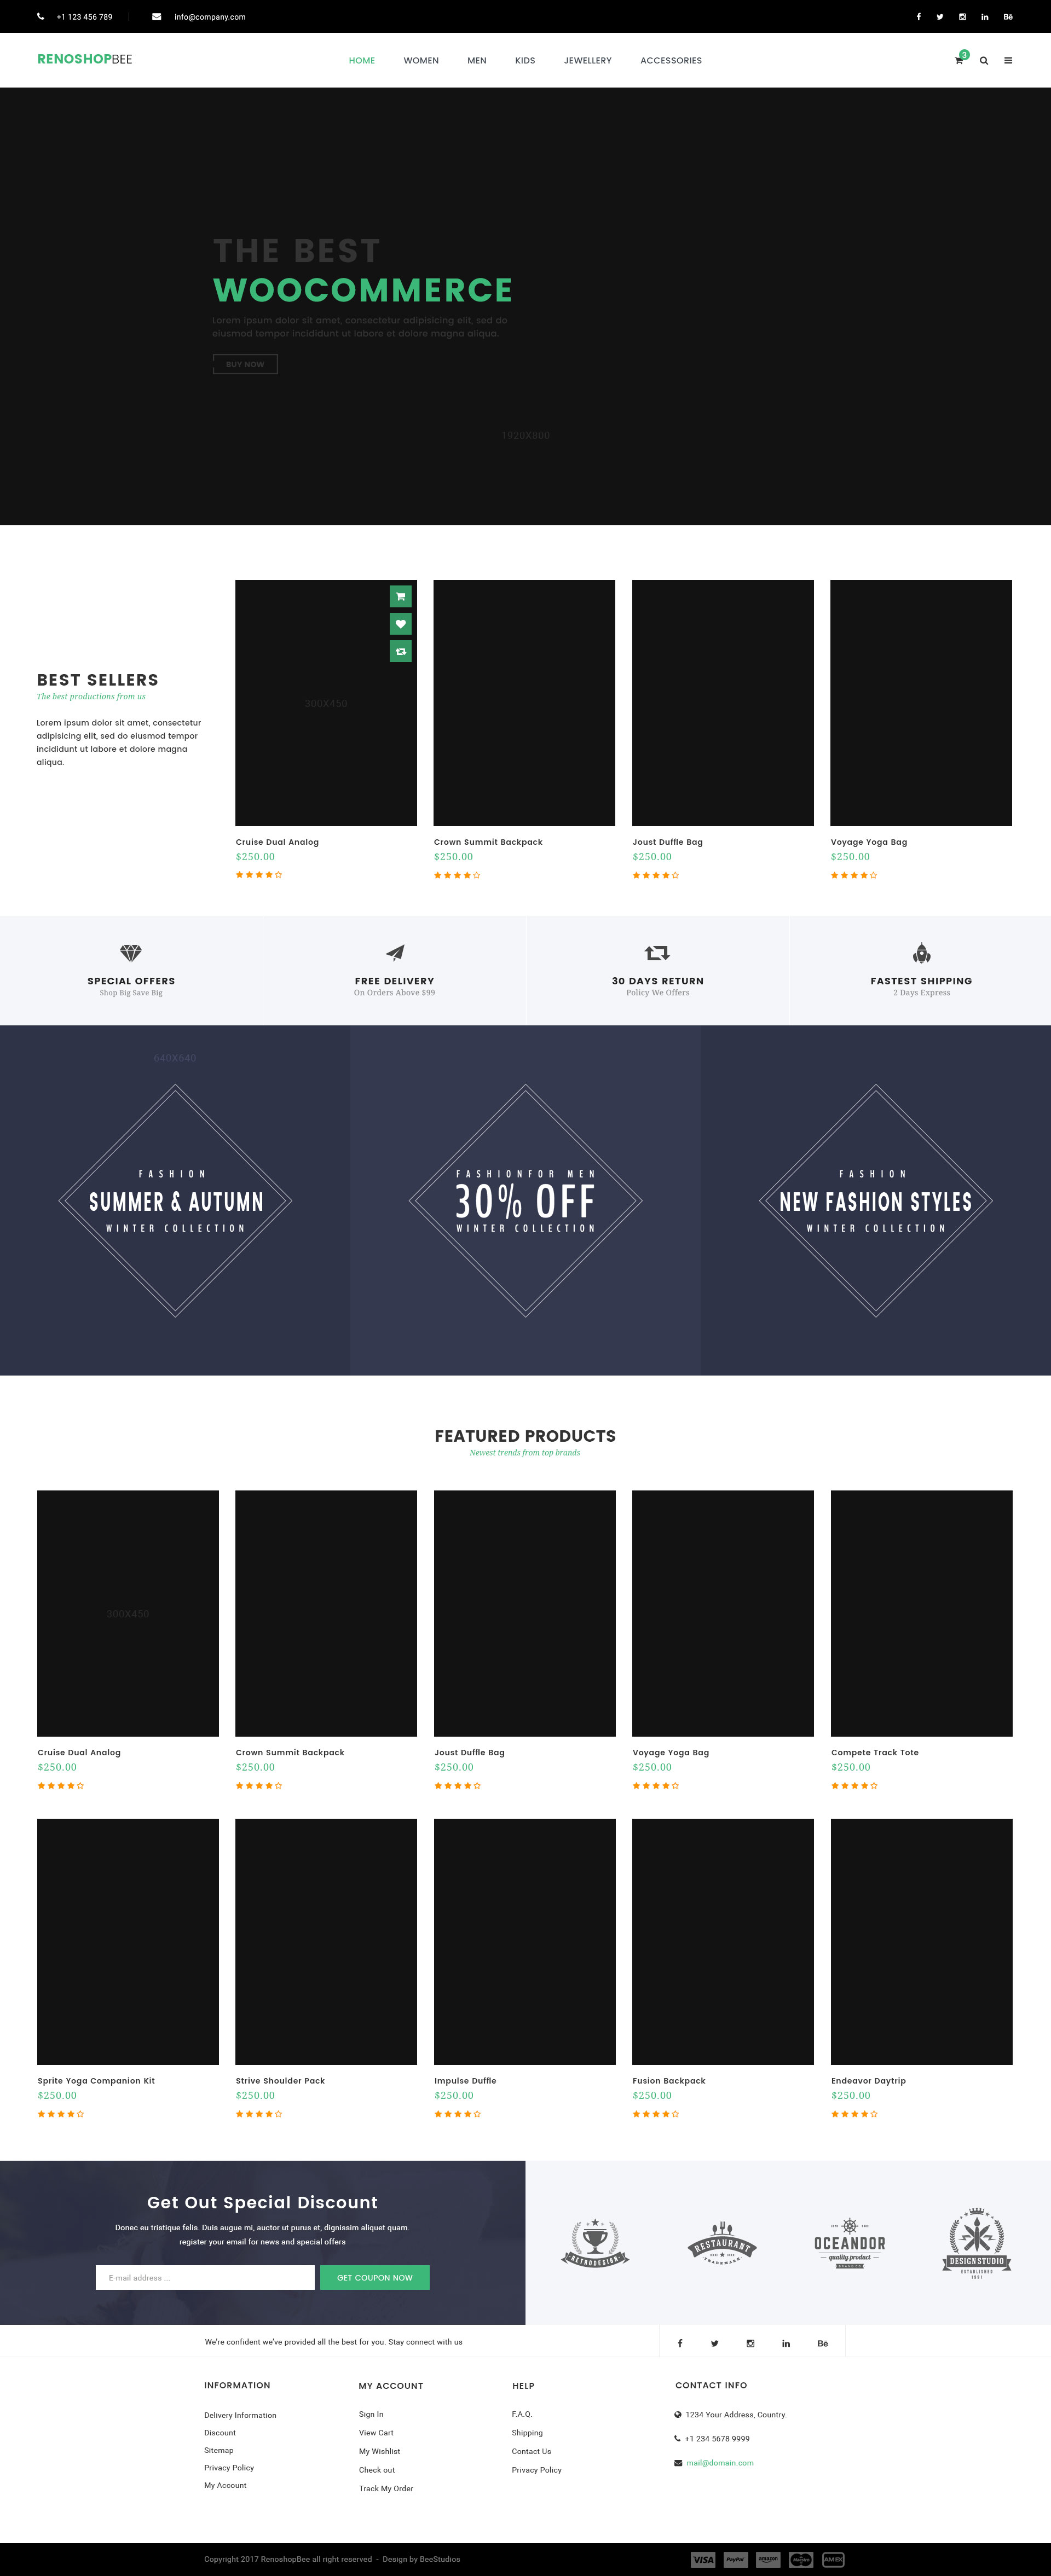 +1 123 456 789 | info@company.com
RENOSHOPBEE
HOME WOMEN MEN KIDS JEWELLERY ACCESSORIES
3
THE BEST
WOOCOMMERCE
Lorem ipsum dolor sit amet, consectetur adipisicing elit, sed do
eiusmod tempor incididunt ut labore et dolore magna aliqua.
BUY NOW
1920X800
BEST SELLERS
The best productions from us
Lorem ipsum dolor sit amet, consectetur
adipisicing elit, sed do eiusmod tempor
incididunt ut labore et dolore magna
aliqua.
300X450
Cruise Dual Analog
$250.00
Crown Summit Backpack
$250.00
Joust Duffle Bag
$250.00
Voyage Yoga Bag
$250.00
SPECIAL OFFERS
Shop Big Save Big
FREE DELIVERY
On Orders Above $99
30 DAYS RETURN
Policy We Offers
FASTEST SHIPPING
2 Days Express
640X640
FASHION
SUMMER & AUTUMN
WINTER COLLECTION
FASHIONFOR MEN
30% OFF
WINTER COLLECTION
FASHION
NEW FASHION STYLES
WINTER COLLECTION
FEATURED PRODUCTS
Newest trends from top brands
300X450
Cruise Dual Analog
$250.00
Crown Summit Backpack
$250.00
Joust Duffle Bag
$250.00
Voyage Yoga Bag
$250.00
Compete Track Tote
$250.00
Sprite Yoga Companion Kit
$250.00
Strive Shoulder Pack
$250.00
Impulse Duffle
$250.00
Fusion Backpack
$250.00
Endeavor Daytrip
$250.00
Get Out Special Discount
Donec eu tristique felis. Duis augue mi, auctor ut purus et, dignissim aliquet quam.
register your email for news and special offers
E-mail address ...
GET COUPON NOW
RETRODESIGN
RESTAURANT
TRADEMARK
OCEANDOR
quality product
DESIGN STUDIO
ESTABLISHED
1991
We're confident we've provided all the best for you. Stay connect with us
INFORMATION
Delivery Information
Discount
Sitemap
Privacy Policy
My Account
MY ACCOUNT
Sign In
View Cart
My Wishlist
Check out
Track My Order
HELP
F.A.Q.
Shipping
Contact Us
Privacy Policy
CONTACT INFO
1234 Your Address, Country.
+1 234 5678 9999
mail@domain.com
Copyright 2017 RenoshopBee all right reserved - Design by BeeStudios
VISA PayPal amazon Maestro AMEX